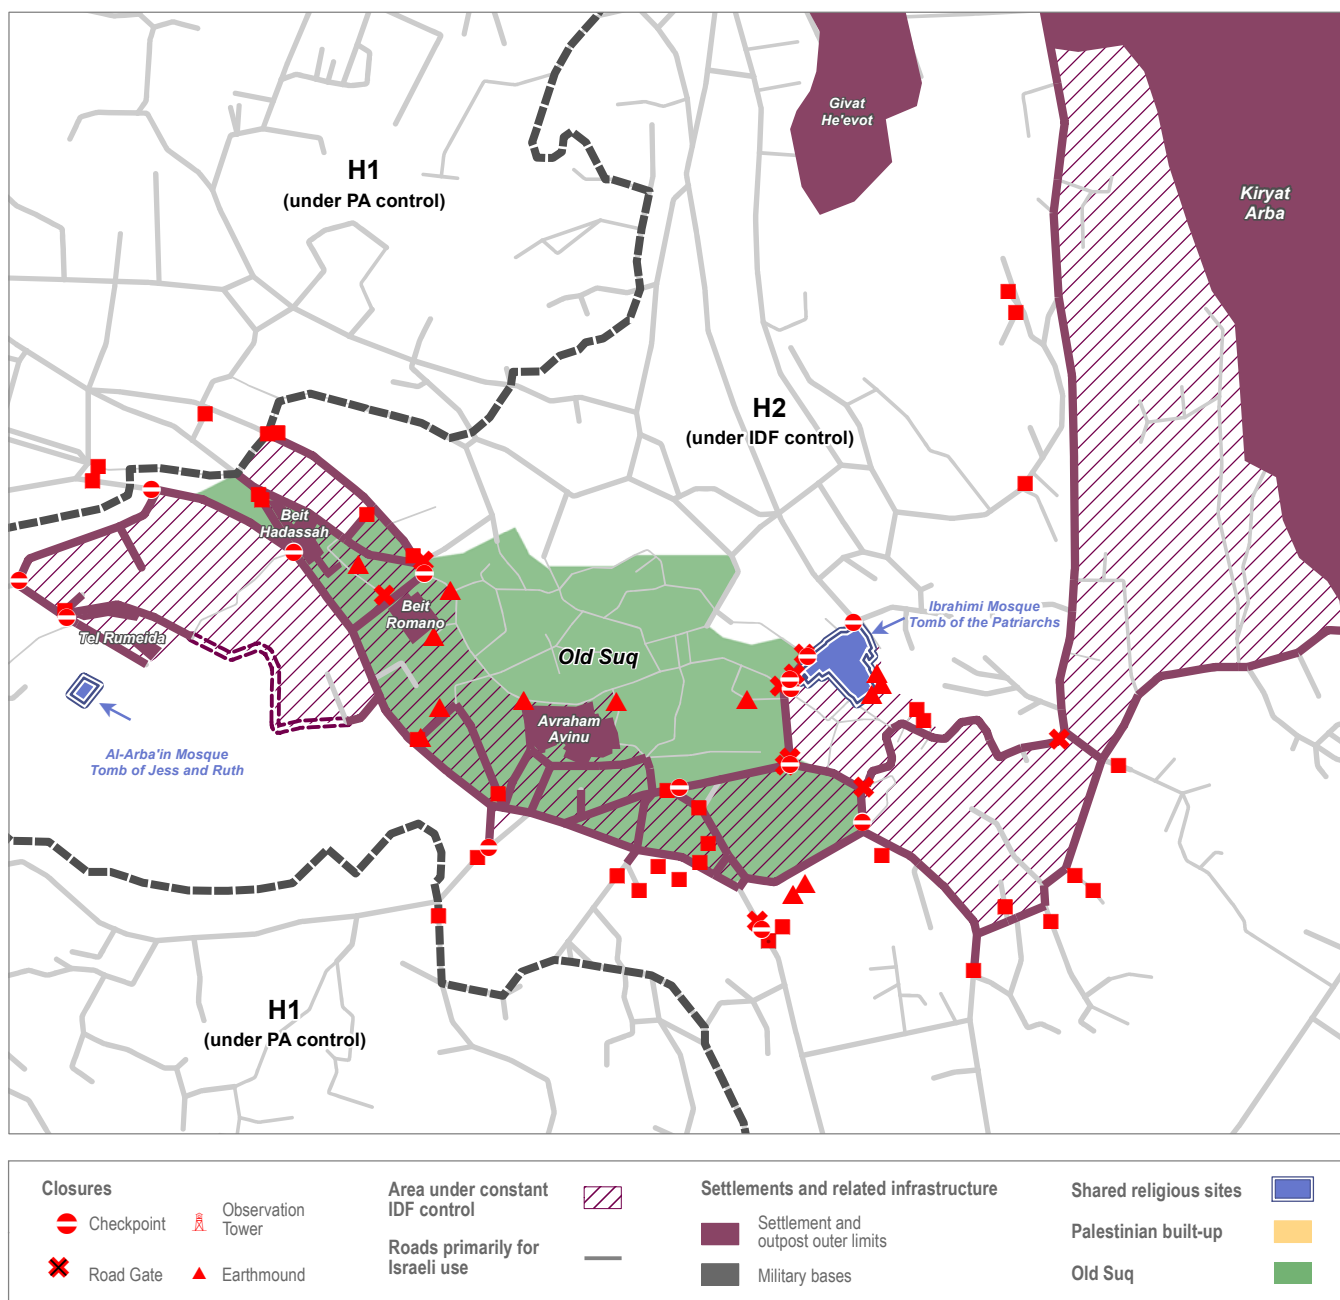 Givat
He'evot
H1
(under PA control)
Kiryat
Arba
H2
(under IDF control)
Beit
Hadassah
Beit
Romano
Ibrahimi Mosque
Tomb of the Patriarchs
Tel Rumeida
Old Suq
Avraham
Avinu
Al-Arba'in Mosque
Tomb of Jess and Ruth
H1
(under PA control)
Closures
Checkpoint
Observation
Tower
Road Gate
Earthmound
Area under constant
IDF control
Roads primarily for
Israeli use
Settlements and related infrastructure
Settlement and
outpost outer limits
Military bases
Shared religious sites
Palestinian built-up
Old Suq